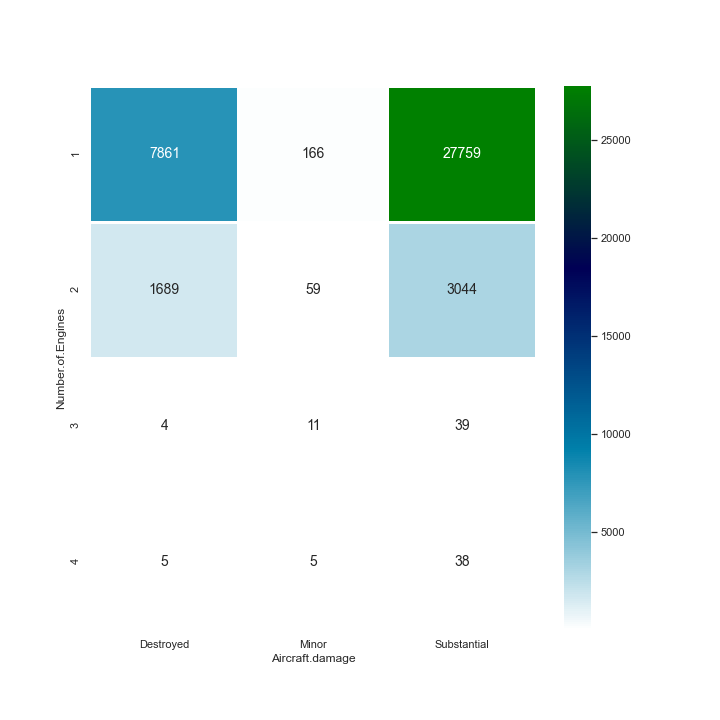 7861 166 27759
1
1689 59 3044
2
4 11 39
3
5 5 38
4
Number.of.Engines
Destroyed Minor Substantial
Aircraft.damage
25000
20000
15000
10000
5000